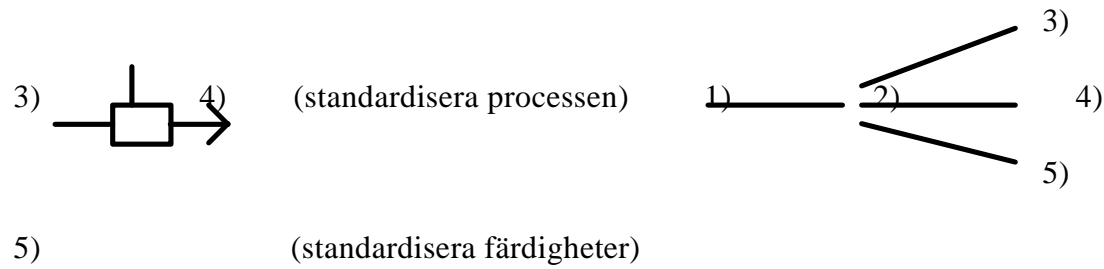 3)
3) 4) (standardisera processen) 1) 2) 4)
5)
5) (standardisera färdigheter)